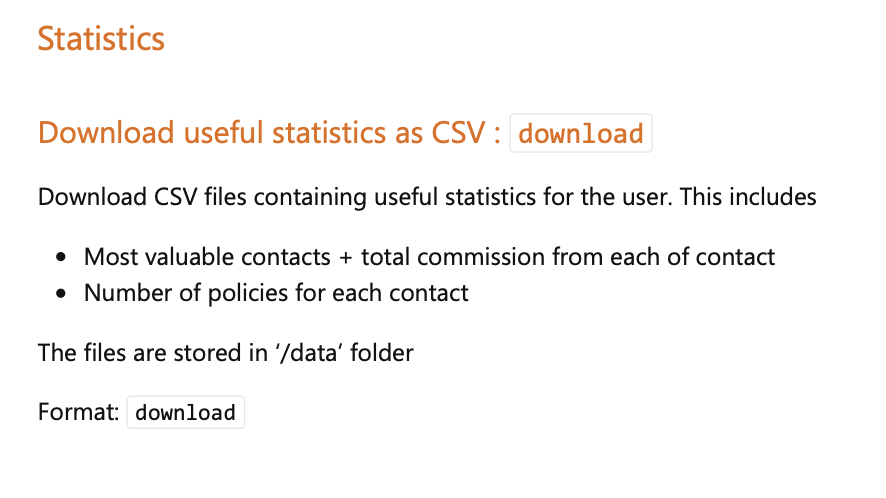 Statistics
Download useful statistics as CSV : download
Download CSV files containing useful statistics for the user. This includes
• Most valuable contacts + total commission from each of contact
• Number of policies for each contact
The files are stored in ‘/data’ folder
Format: download